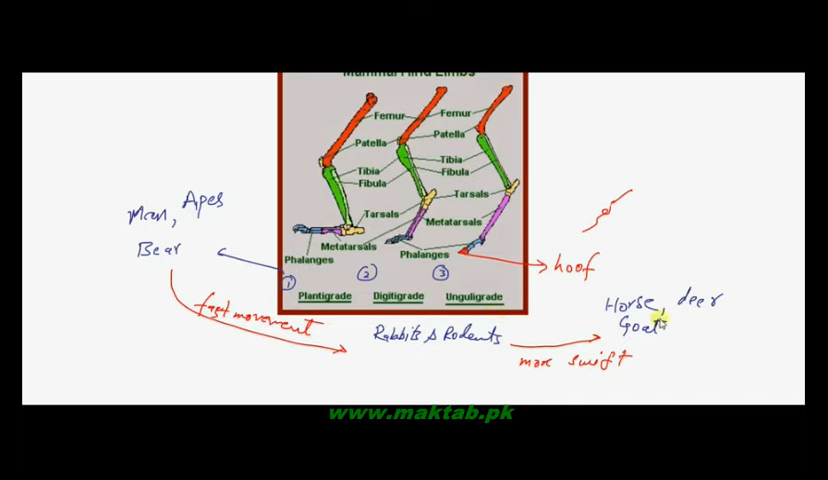 Mammal Hind Limbs
Femur
Femur
Patella
Patella
Tibia
Fibula
Tibia
Fibula
Tarsals
Tarsals
Metatarsals
Metatarsals
Phalanges
Phalanges
1
2
3
Plantigrade
Digitigrade
Unguligrade
Man, Apes
Bear
hoof
fast movement
Rabbits & Rodents
more swift
Horse, deer
Goat
www.maktab.pk